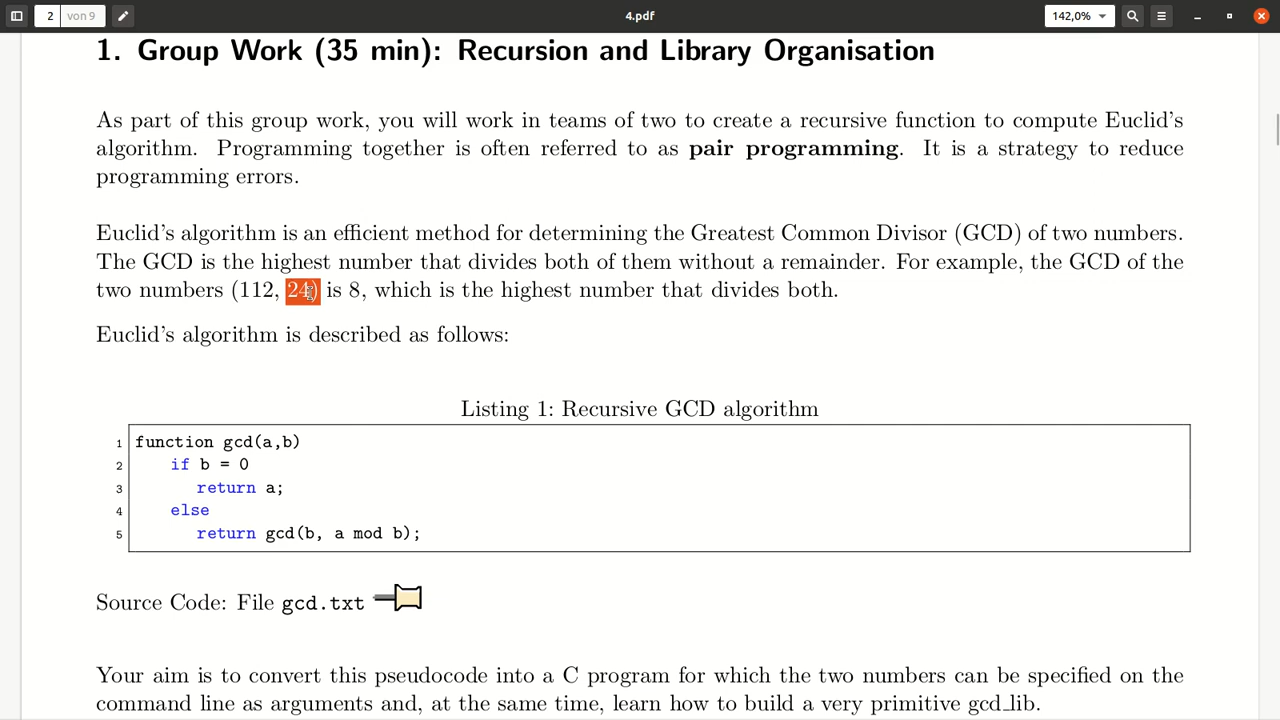 2 von 9
4.pdf
142,0%
1. Group Work (35 min): Recursion and Library Organisation
As part of this group work, you will work in teams of two to create a recursive function to compute Euclid's
algorithm. Programming together is often referred to as pair programming. It is a strategy to reduce
programming errors.
Euclid's algorithm is an efficient method for determining the Greatest Common Divisor (GCD) of two numbers.
The GCD is the highest number that divides both of them without a remainder. For example, the GCD of the
two numbers (112, 24) is 8, which is the highest number that divides both.
Euclid's algorithm is described as follows:
Listing 1: Recursive GCD algorithm
1 function gcd(a,b)
2 if b = 0
3 return a;
4 else
5 return gcd(b, a mod b);
Source Code: File gcd.txt
Your aim is to convert this pseudocode into a C program for which the two numbers can be specified on the
command line as arguments and, at the same time, learn how to build a very primitive gcd_lib.